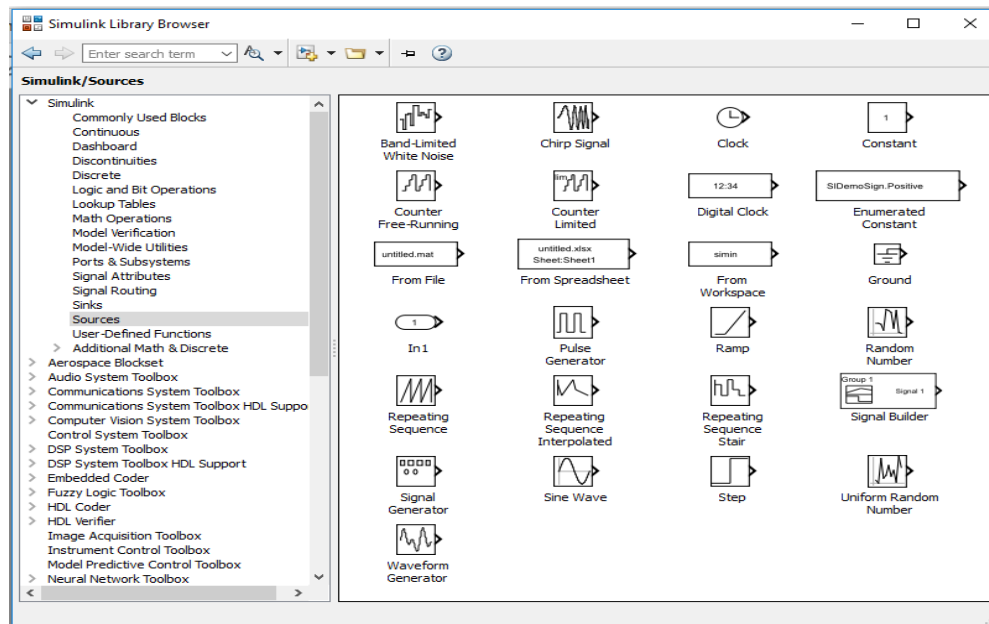 Simulink Library Browser
Enter search term
Simulink/Sources
Simulink
Commonly Used Blocks
Continuous
Dashboard
Discontinuities
Discrete
Logic and Bit Operations
Lookup Tables
Math Operations
Model Verification
Model-Wide Utilities
Ports & Subsystems
Signal Attributes
Signal Routing
Sinks
Sources
User-Defined Functions
Additional Math & Discrete
Aerospace Blockset
Audio System Toolbox
Communications System Toolbox
Communications System Toolbox HDL Suppo
Computer Vision System Toolbox
Control System Toolbox
DSP System Toolbox
DSP System Toolbox HDL Support
Embedded Coder
Fuzzy Logic Toolbox
HDL Coder
HDL Verifier
Image Acquisition Toolbox
Instrument Control Toolbox
Model Predictive Control Toolbox
Neural Network Toolbox
Band-Limited
White Noise
Chirp Signal
Clock
1
Constant
Counter
Free-Running
lim
Counter
Limited
12:34
Digital Clock
SlDemoSign.Positive
Enumerated
Constant
untitled.mat
From File
untitled.xlsx
Sheet:Sheet1
From Spreadsheet
simin
From
Workspace
Ground
1
In1
Pulse
Generator
Ramp
Random
Number
Repeating
Sequence
Repeating
Sequence
Interpolated
Repeating
Sequence
Stair
Group 1
Signal 1
Signal Builder
Signal
Generator
Sine Wave
Step
Uniform Random
Number
Waveform
Generator